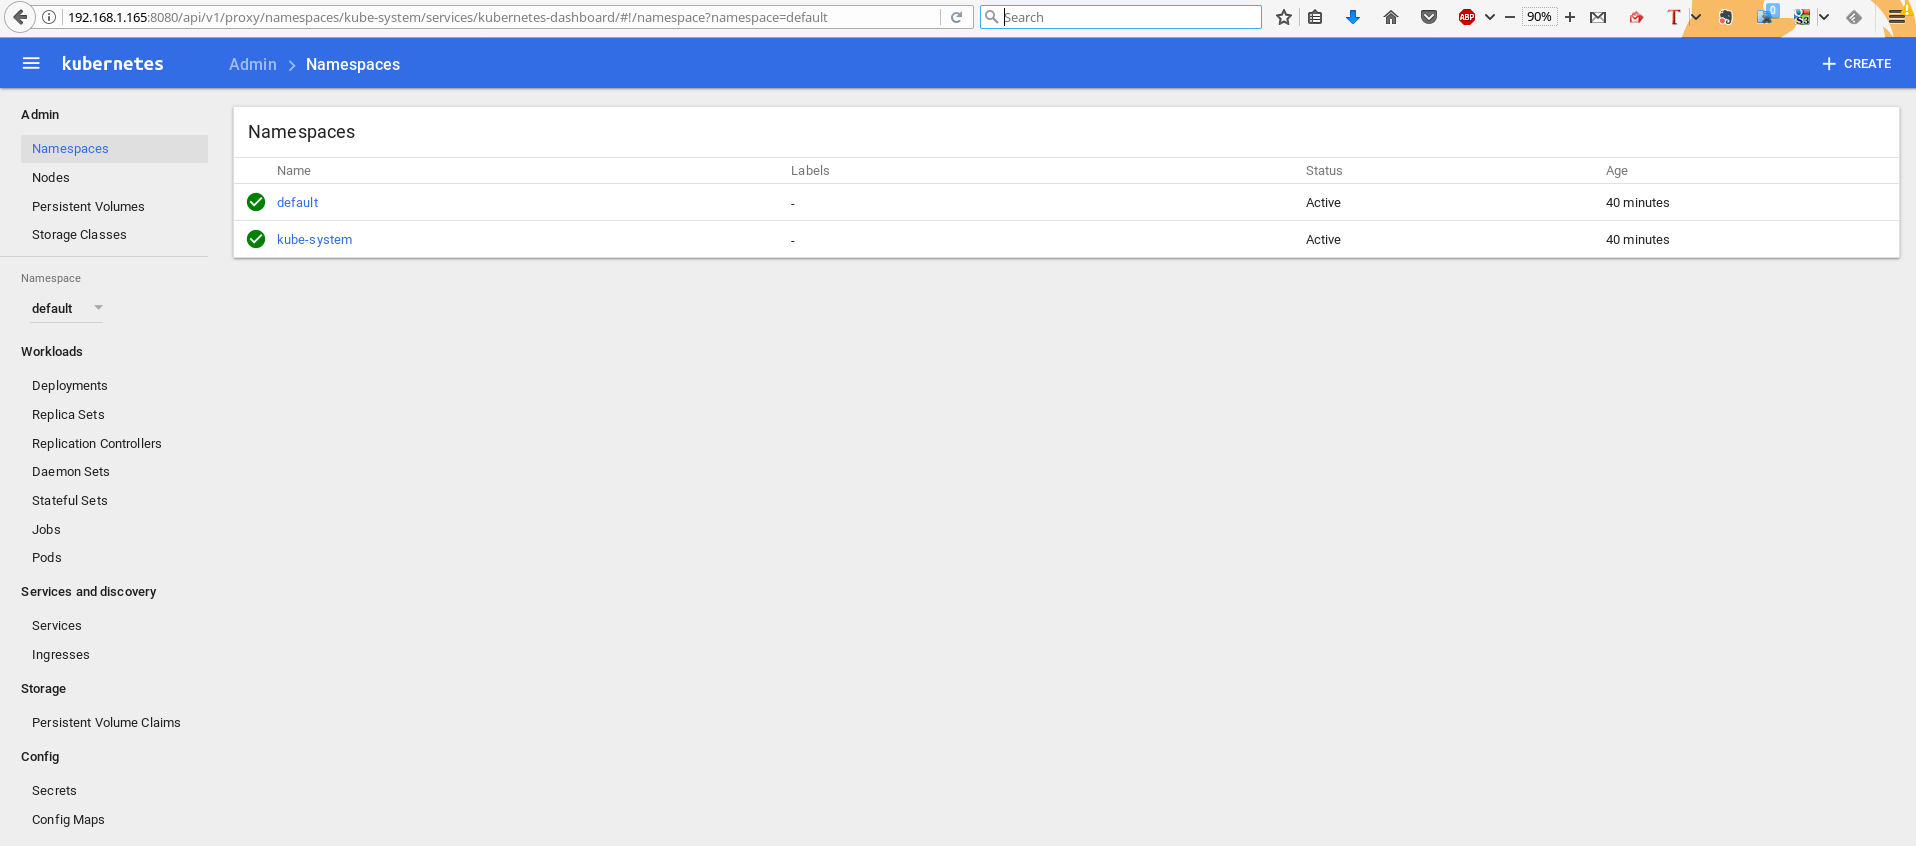 192.168.1.165:8080/api/v1/proxy/namespaces/kube-system/services/kubernetes-dashboard/#!/namespace?namespace=default
Search
ABP
90%
T
0
kubernetes
Admin > Namespaces
+ CREATE
Admin
Namespaces
Nodes
Persistent Volumes
Storage Classes
Namespace
default
Workloads
Deployments
Replica Sets
Replication Controllers
Daemon Sets
Stateful Sets
Jobs
Pods
Services and discovery
Services
Ingresses
Storage
Persistent Volume Claims
Config
Secrets
Config Maps
Namespaces
Name Labels Status Age
default - Active 40 minutes
kube-system - Active 40 minutes